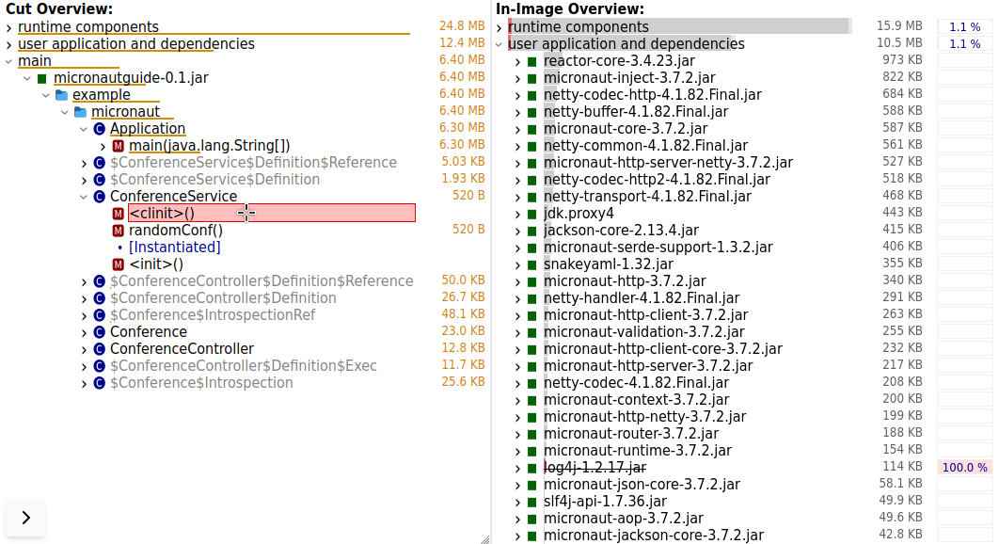 Cut Overview:
runtime components 24.8 MB
user application and dependencies 12.4 MB
main 6.40 MB
micronautguide-0.1.jar 6.40 MB
example 6.40 MB
micronaut 6.40 MB
C Application 6.30 MB
M main(java.lang.String[]) 6.30 MB
C $ConferenceService$Definition$Reference 5.03 KB
C $ConferenceService$Definition 1.93 KB
C ConferenceService 520 B
M <clinit>()
M randomConf() 520 B
• [Instantiated]
M <init>()
C $ConferenceController$Definition$Reference 50.0 KB
C $ConferenceController$Definition 26.7 KB
C $Conference$IntrospectionRef 48.1 KB
C Conference 23.0 KB
C ConferenceController 12.8 KB
C $ConferenceController$Definition$Exec 11.7 KB
C $Conference$Introspection 25.6 KB
In-Image Overview:
runtime components 15.9 MB 1.1 %
user application and dependencies 10.5 MB 1.1 %
reactor-core-3.4.23.jar 973 KB
micronaut-inject-3.7.2.jar 822 KB
netty-codec-http-4.1.82.Final.jar 684 KB
netty-buffer-4.1.82.Final.jar 588 KB
micronaut-core-3.7.2.jar 587 KB
netty-common-4.1.82.Final.jar 561 KB
micronaut-http-server-netty-3.7.2.jar 527 KB
netty-codec-http2-4.1.82.Final.jar 518 KB
netty-transport-4.1.82.Final.jar 468 KB
jdk.proxy4 443 KB
jackson-core-2.13.4.jar 415 KB
micronaut-serde-support-1.3.2.jar 406 KB
snakeyaml-1.32.jar 355 KB
micronaut-http-3.7.2.jar 340 KB
netty-handler-4.1.82.Final.jar 291 KB
micronaut-http-client-3.7.2.jar 263 KB
micronaut-validation-3.7.2.jar 255 KB
micronaut-http-client-core-3.7.2.jar 232 KB
micronaut-http-server-3.7.2.jar 217 KB
netty-codec-4.1.82.Final.jar 208 KB
micronaut-context-3.7.2.jar 200 KB
micronaut-http-netty-3.7.2.jar 199 KB
micronaut-router-3.7.2.jar 188 KB
micronaut-runtime-3.7.2.jar 154 KB
log4j-1.2.17.jar 114 KB 100.0 %
micronaut-json-core-3.7.2.jar 58.1 KB
slf4j-api-1.7.36.jar 49.9 KB
micronaut-aop-3.7.2.jar 49.6 KB
micronaut-jackson-core-3.7.2.jar 42.8 KB